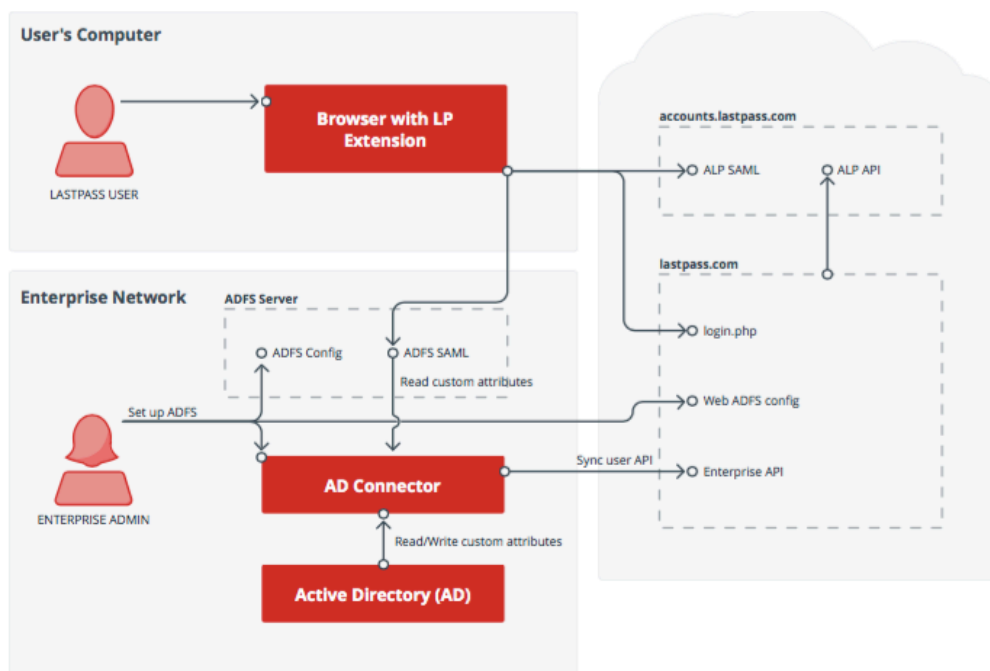 User's Computer
Browser with LP
Extension
LASTPASS USER
accounts.lastpass.com
ALP SAML
ALP API
lastpass.com
login.php
Web ADFS config
Enterprise API
Enterprise Network
ADFS Server
ADFS Config
ADFS SAML
Read custom attributes
Set up ADFS
ENTERPRISE ADMIN
AD Connector
Sync user API
Read/Write custom attributes
Active Directory (AD)